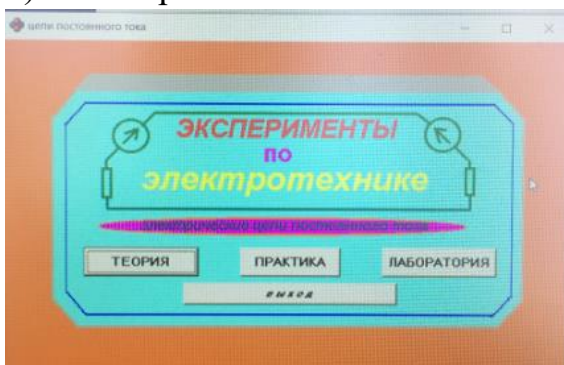 цепи постоянного тока
ЭКСПЕРИМЕНТЫ
по
электротехнике
электрические цепи постоянного тока
ТЕОРИЯ
ПРАКТИКА
ЛАБОРАТОРИЯ
выход